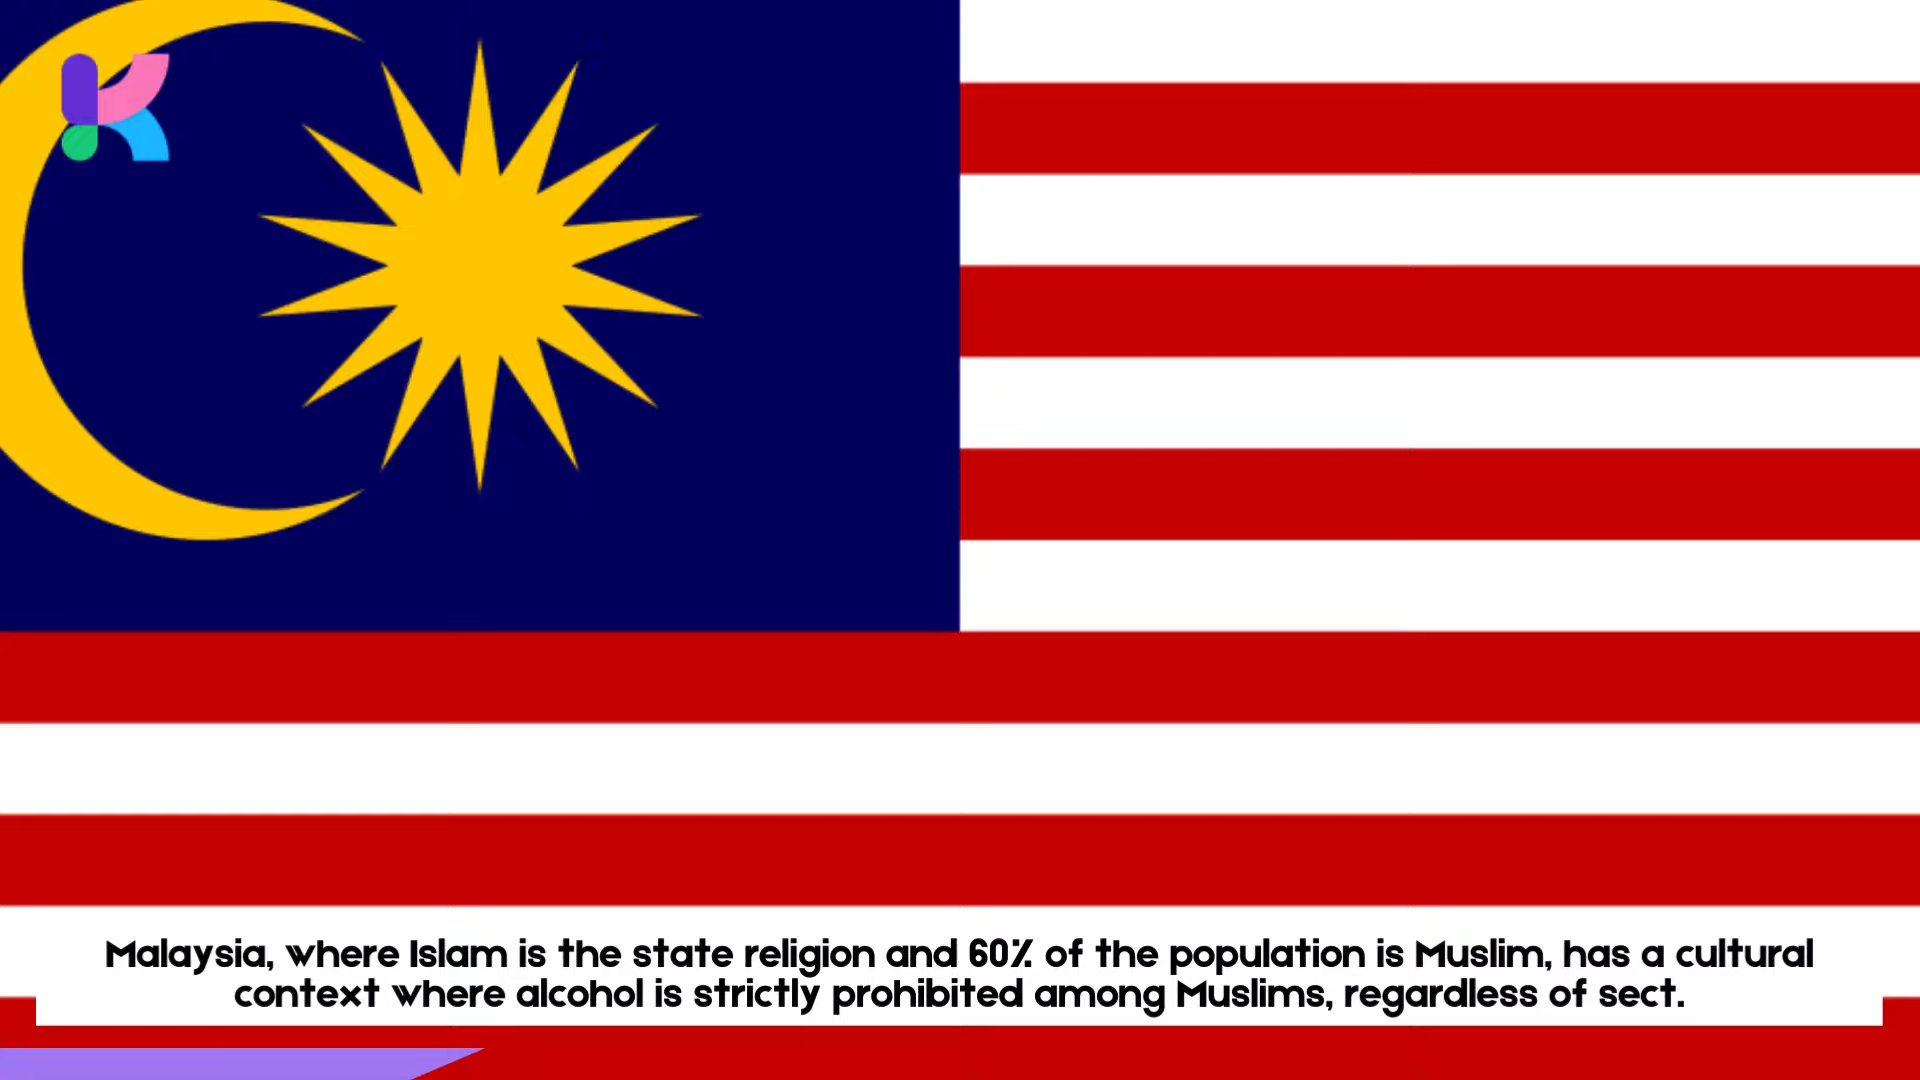 Malaysia, where Islam is the state religion and 60% of the population is Muslim, has a cultural
context where alcohol is strictly prohibited among Muslims, regardless of sect.